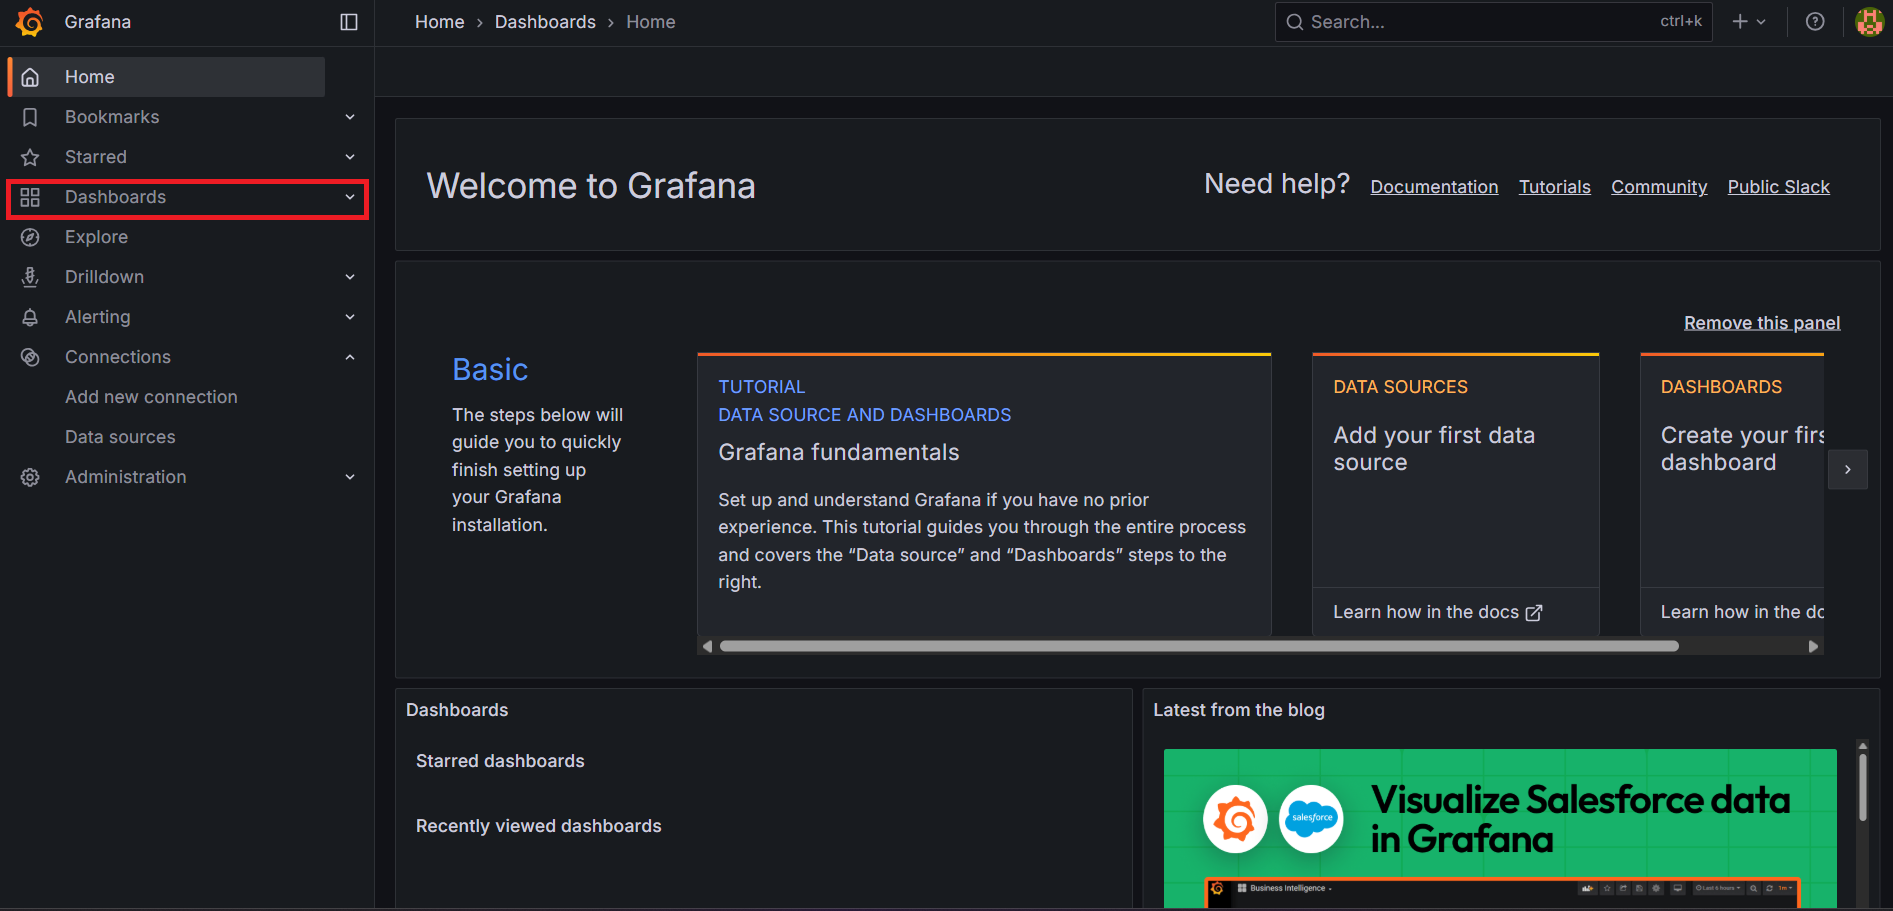 Grafana
Home
Dashboards
Home
Search...
ctrl+k
Home
Bookmarks
Starred
Dashboards
Explore
Drilldown
Alerting
Connections
Add new connection
Data sources
Administration
Welcome to Grafana
Need help?
Documentation
Tutorials
Community
Public Slack
Remove this panel
Basic
The steps below will
guide you to quickly
finish setting up
your Grafana
installation.
TUTORIAL
DATA SOURCE AND DASHBOARDS
Grafana fundamentals
Set up and understand Grafana if you have no prior
experience. This tutorial guides you through the entire process
and covers the “Data source” and “Dashboards” steps to the
right.
DATA SOURCES
Add your first data
source
Learn how in the docs
DASHBOARDS
Create your firs
dashboard
Learn how in the do
Dashboards
Starred dashboards
Recently viewed dashboards
Latest from the blog
salesforce
Visualize Salesforce data
in Grafana
Business Intelligence
Last 6 hours
1m